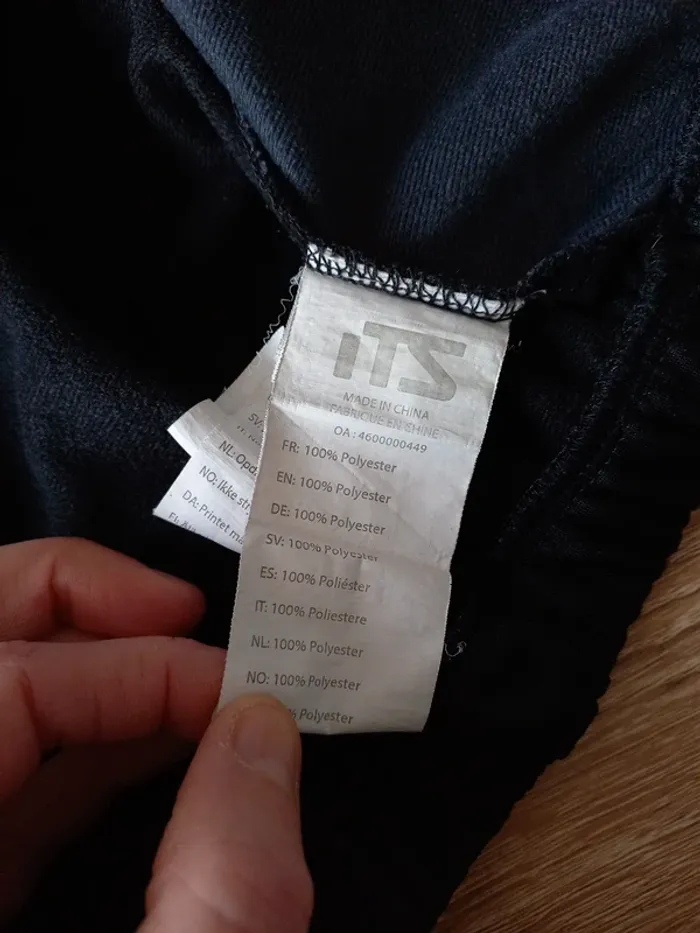 iTS
MADE IN CHINA
FABRIQUE EN CHINE
OA : 4600000449
FR: 100% Polyester
EN: 100% Polyester
DE: 100% Polyester
SV: 100% Polyester
ES: 100% Poliéster
IT: 100% Poliestere
NL: 100% Polyester
NO: 100% Polyester
% Polyester
SV:
NL: Opd
NO: Ikke str
DA: Printet m